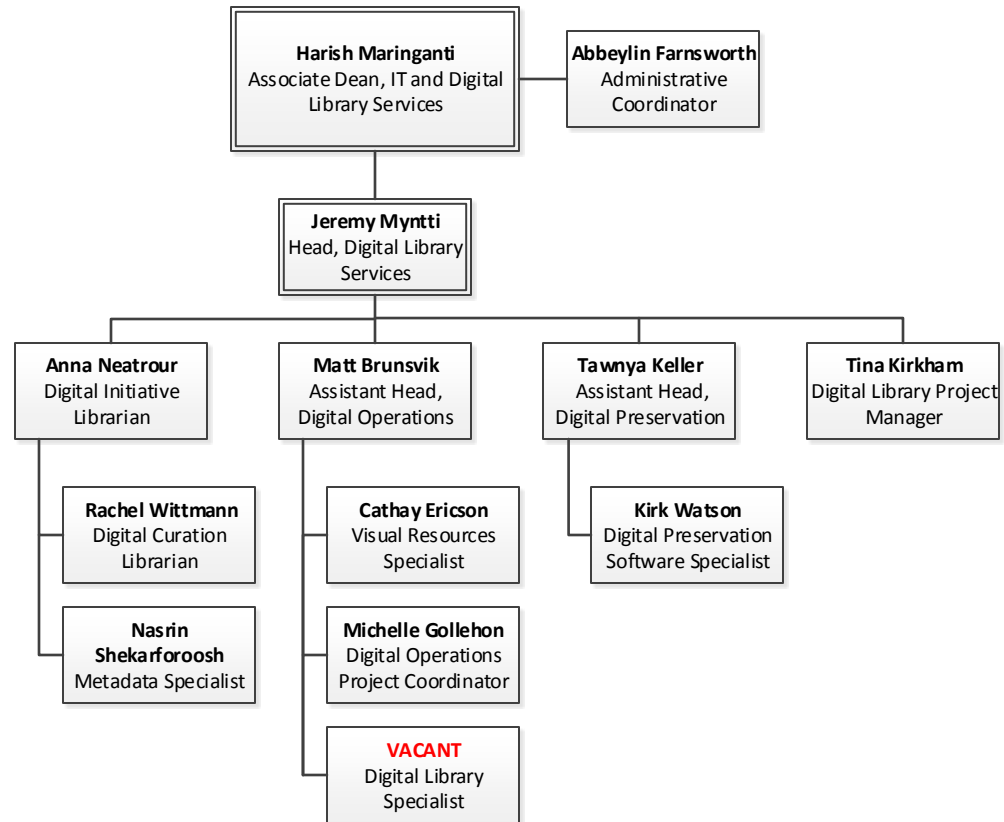 Harish Maringanti
Associate Dean, IT and Digital
Library Services
Abbeylin Farnsworth
Administrative
Coordinator
Jeremy Myntti
Head, Digital Library
Services
Anna Neatrour
Digital Initiative
Librarian
Matt Brunsvik
Assistant Head,
Digital Operations
Tawnya Keller
Assistant Head,
Digital Preservation
Tina Kirkham
Digital Library Project
Manager
Rachel Wittmann
Digital Curation
Librarian
Cathay Ericson
Visual Resources
Specialist
Kirk Watson
Digital Preservation
Software Specialist
Nasrin
Shekarforoosh
Metadata Specialist
Michelle Gollehon
Digital Operations
Project Coordinator
VACANT
Digital Library
Specialist